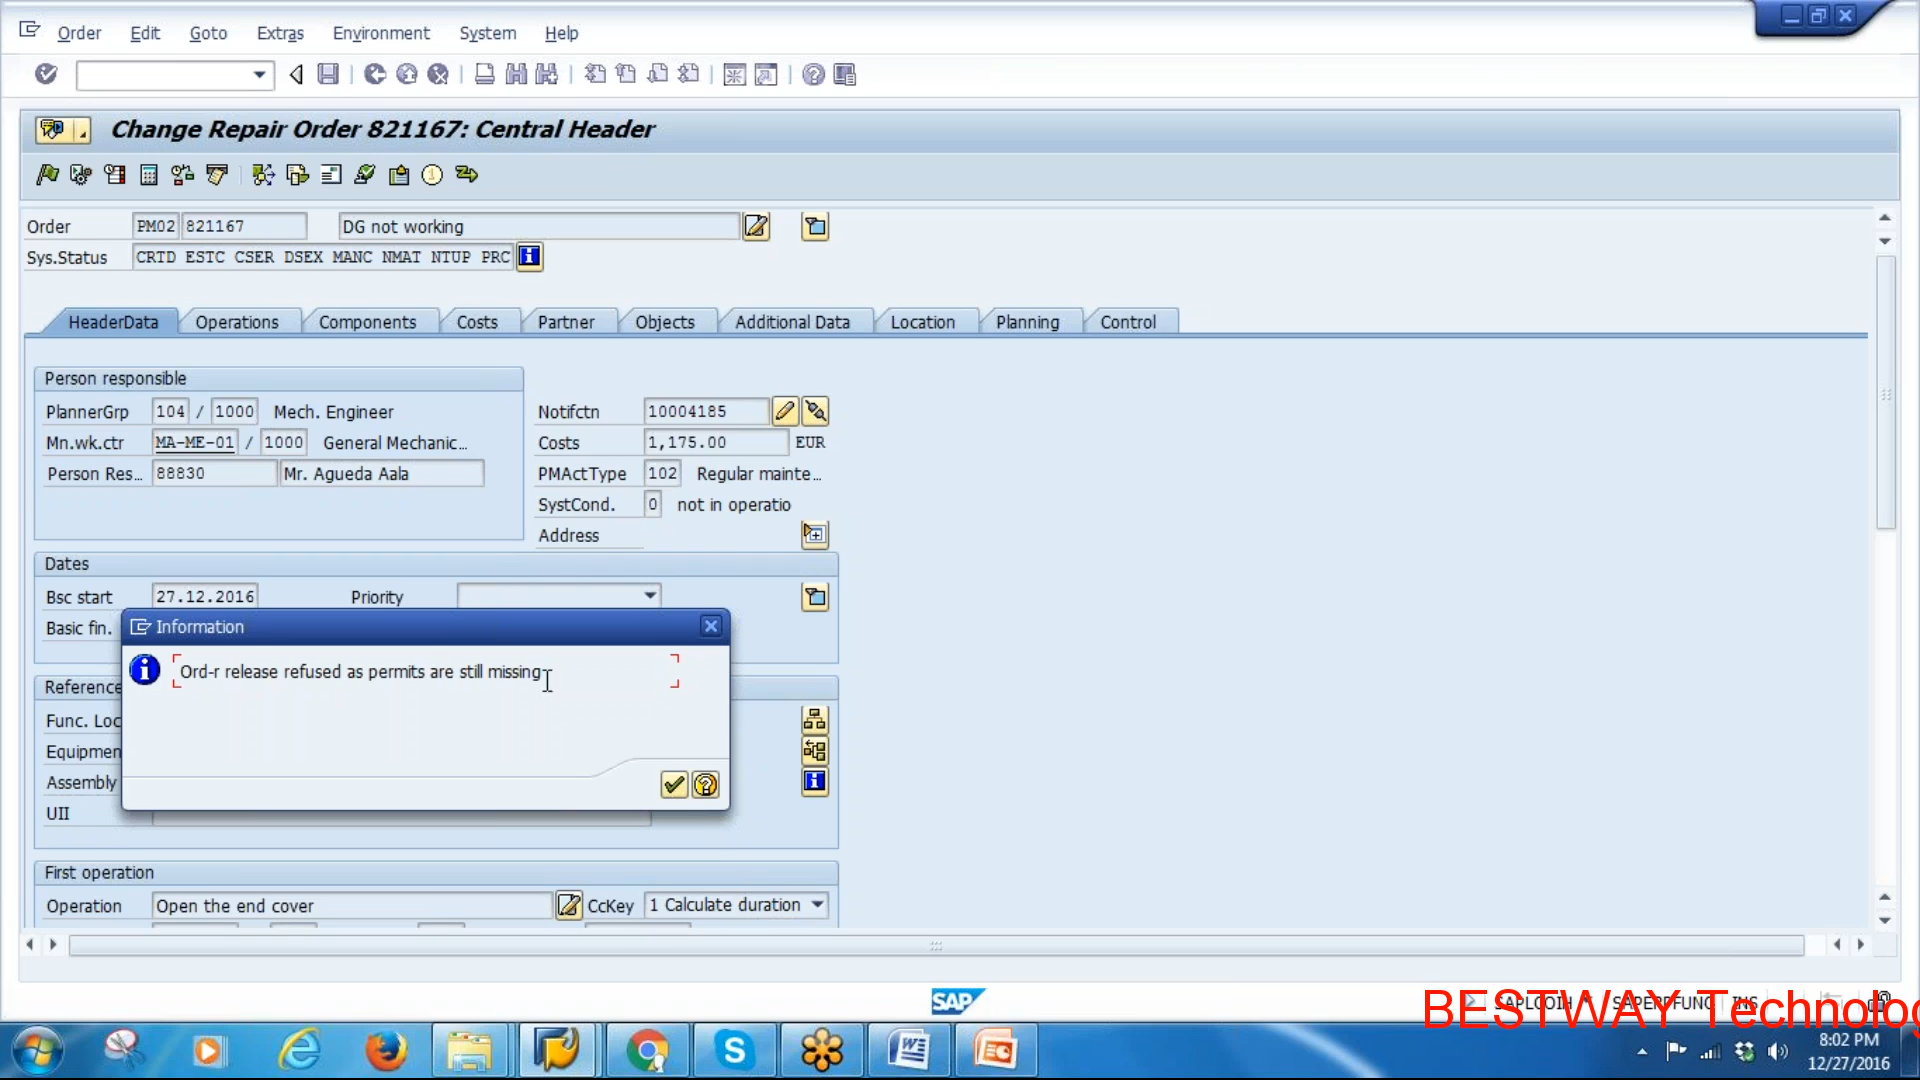 Order Edit Goto Extras Environment System Help
Change Repair Order 821167: Central Header
Order PM02 821167 DG not working
Sys.Status CRTD ESTC CSER DSEX MANC NMAT NTUP PRC
HeaderData Operations Components Costs Partner Objects Additional Data Location Planning Control
Person responsible
PlannerGrp 104 / 1000 Mech. Engineer Notifctn 10004185
Mn.wk.ctr MA-ME-01 / 1000 General Mechanic... Costs 1,175.00 EUR
Person Res... 88830 Mr. Agueda Aala PMActType 102 Regular mainte...
SystCond. 0 not in operatio
Address
Dates
Bsc start 27.12.2016 Priority
Basic fin.
Information
Ord-r release refused as permits are still missing
Reference
Func. Loc
Equipmen
Assembly
UII
First operation
Operation Open the end cover CcKey 1 Calculate duration
SAP
SAPLCOIH SAPERPFUNC INS
BESTWAY Technolog
8:02 PM
12/27/2016